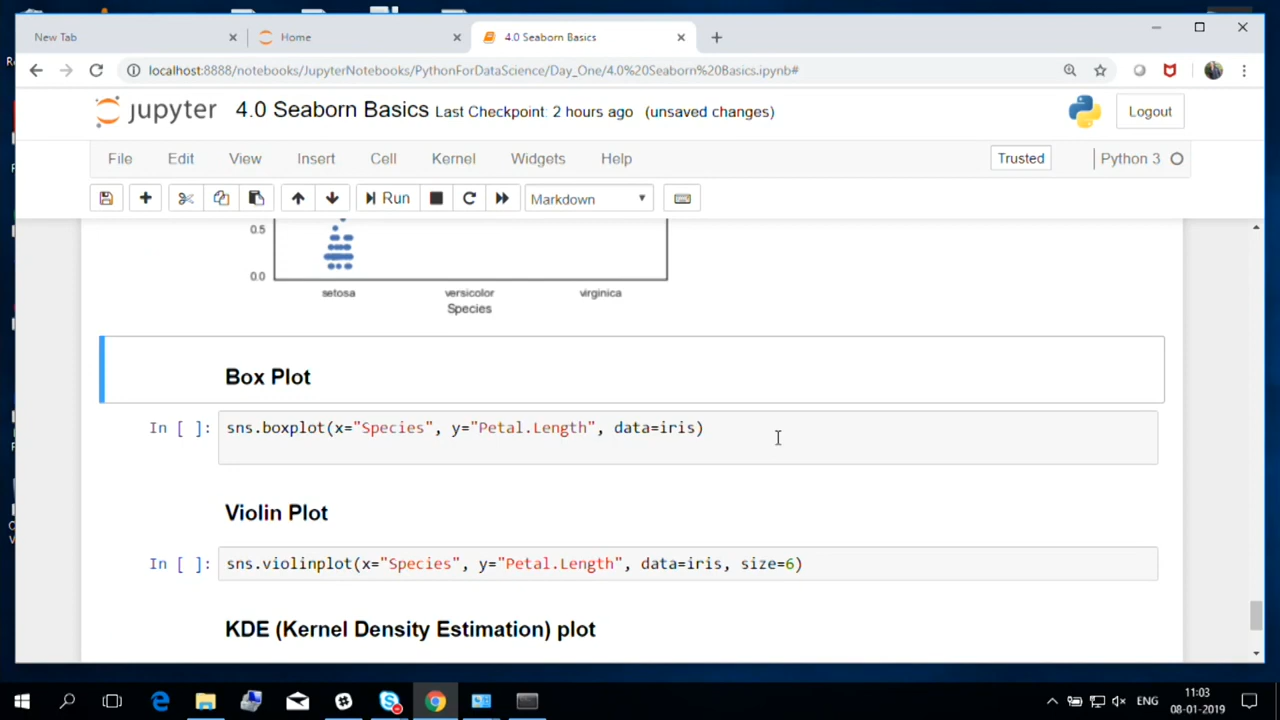 New Tab
Home
4.0 Seaborn Basics
localhost:8888/notebooks/JupyterNotebooks/PythonForDataScience/Day_One/4.0%20Seaborn%20Basics.ipynb#
jupyter 4.0 Seaborn Basics Last Checkpoint: 2 hours ago (unsaved changes)
Logout
File Edit View Insert Cell Kernel Widgets Help
Trusted
Python 3
Run
Markdown
0.5
0.0
setosa versicolor virginica
Species
Box Plot
In [ ]: sns.boxplot(x="Species", y="Petal.Length", data=iris)
Violin Plot
In [ ]: sns.violinplot(x="Species", y="Petal.Length", data=iris, size=6)
KDE (Kernel Density Estimation) plot
ENG
11:03
08-01-2019